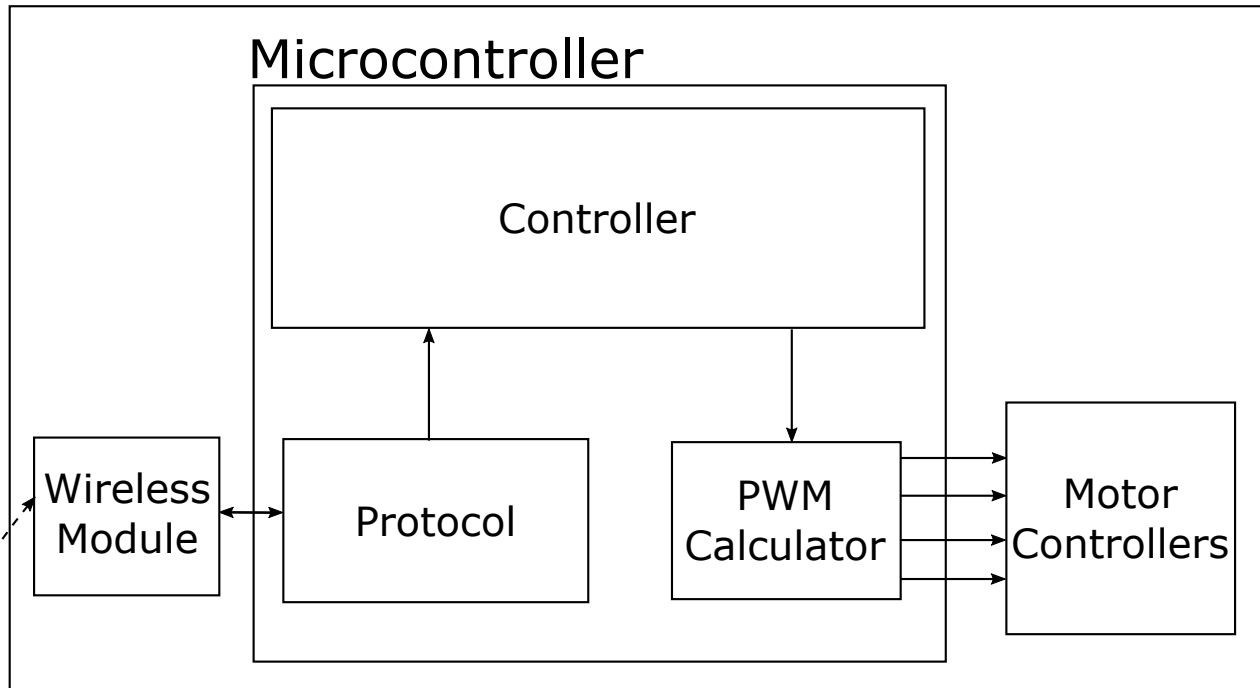 Microcontroller
Controller
Wireless
Module
Protocol
PWM
Calculator
Motor
Controllers